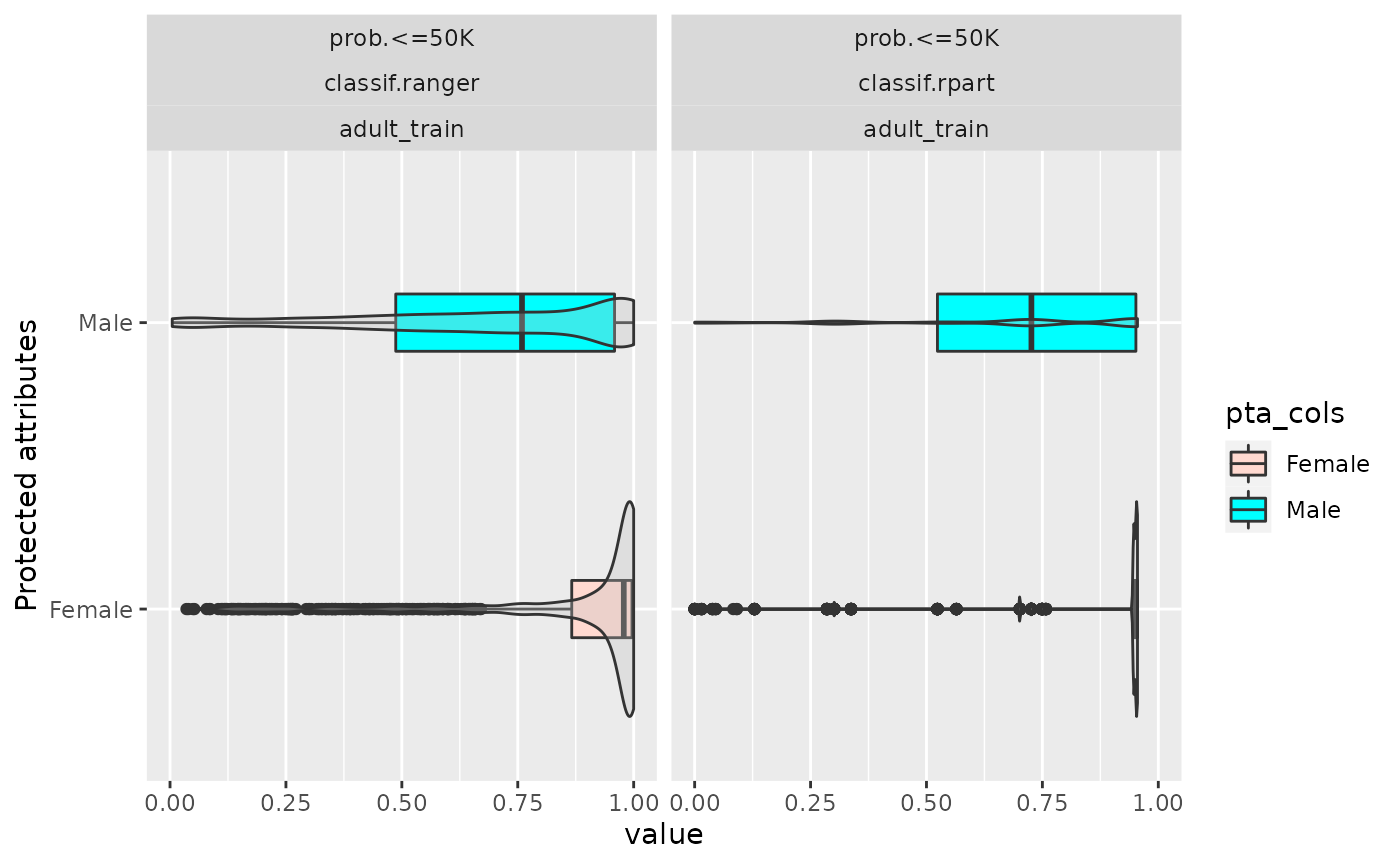 prob.<=50K
classif.ranger
adult_train
prob.<=50K
classif.rpart
adult_train
Protected attributes
Male
Female
0.00 0.25 0.50 0.75 1.00
0.00 0.25 0.50 0.75 1.00
value
pta_cols
Female
Male